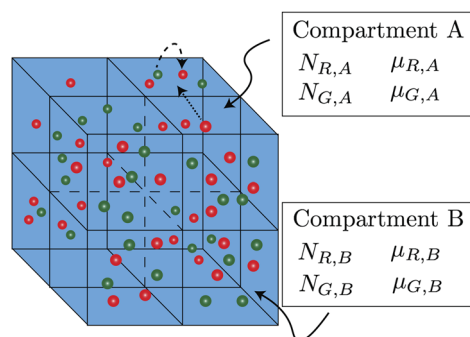 Compartment A
N_{R,A} μ_{R,A}
N_{G,A} μ_{G,A}
Compartment B
N_{R,B} μ_{R,B}
N_{G,B} μ_{G,B}